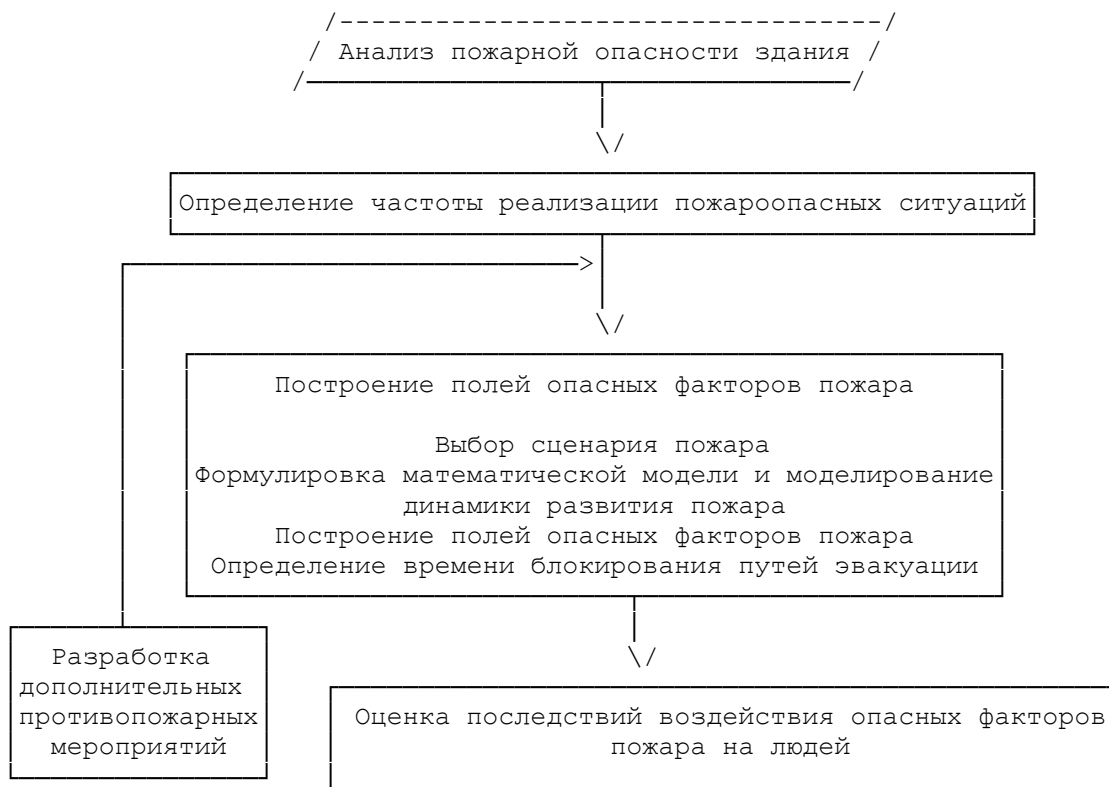 Анализ пожарной опасности здания
Определение частоты реализации пожароопасных ситуаций
Построение полей опасных факторов пожара
Выбор сценария пожара
Формулировка математической модели и моделирование
динамики развития пожара
Построение полей опасных факторов пожара
Определение времени блокирования путей эвакуации
Разработка
дополнительных
противопожарных
мероприятий
Оценка последствий воздействия опасных факторов
пожара на людей